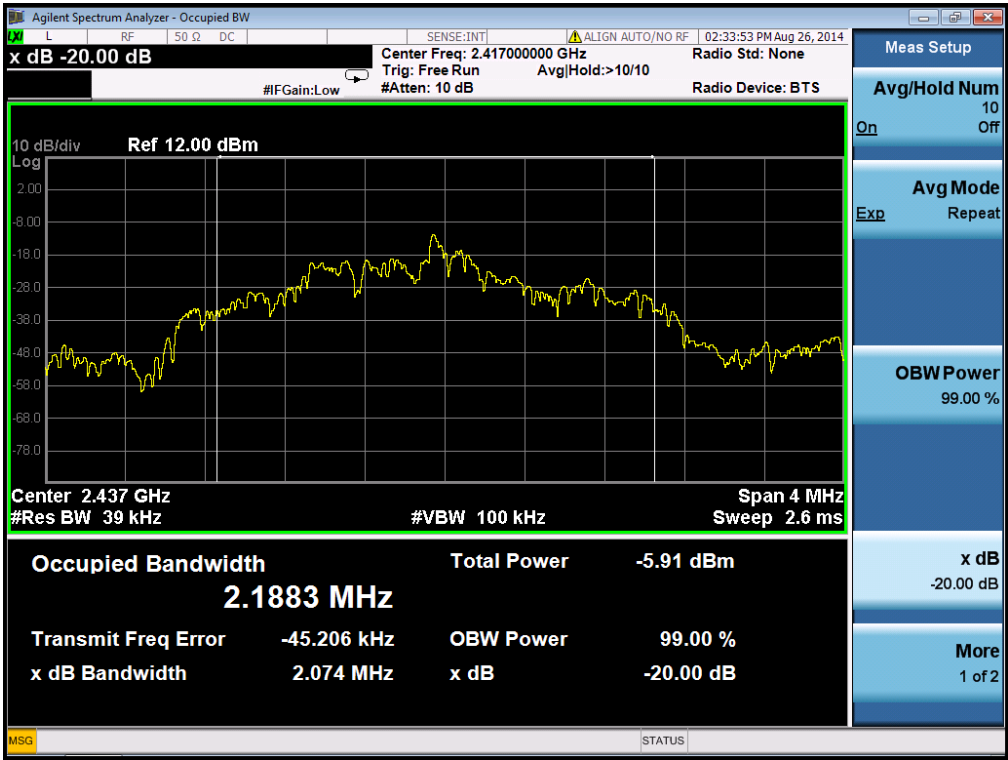 Agilent Spectrum Analyzer - Occupied BW
LXI L RF 50 Ω DC SENSE:INT ALIGN AUTO/NO RF 02:33:53 PM Aug 26, 2014
x dB -20.00 dB
Center Freq: 2.417000000 GHz Radio Std: None
Trig: Free Run Avg|Hold:>10/10
#IFGain:Low #Atten: 10 dB Radio Device: BTS
10 dB/div Ref 12.00 dBm
Log
2.00
-8.00
-18.0
-28.0
-38.0
-48.0
-58.0
-68.0
-78.0
Center 2.437 GHz Span 4 MHz
#Res BW 39 kHz #VBW 100 kHz Sweep 2.6 ms
Occupied Bandwidth Total Power -5.91 dBm
2.1883 MHz
Transmit Freq Error -45.206 kHz OBW Power 99.00 %
x dB Bandwidth 2.074 MHz x dB -20.00 dB
MSG STATUS
Meas Setup
Avg/Hold Num
10
On Off
Avg Mode
Exp Repeat
OBW Power
99.00 %
x dB
-20.00 dB
More
1 of 2